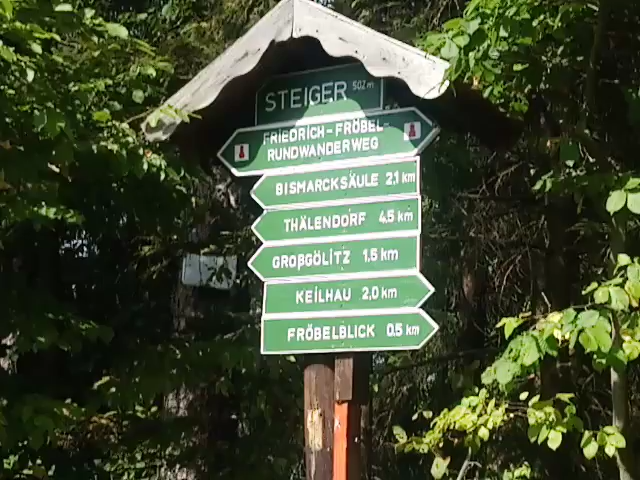 STEIGER 502m
FRIEDRICH-FRÖBEL-
RUNDWANDERWEG
BISMARCKSÄULE 2,1 km
THÄLENDORF 4,5 km
GROßGÖLITZ 1,5 km
KEILHAU 2,0 km
FRÖBELBLICK 0,5 km